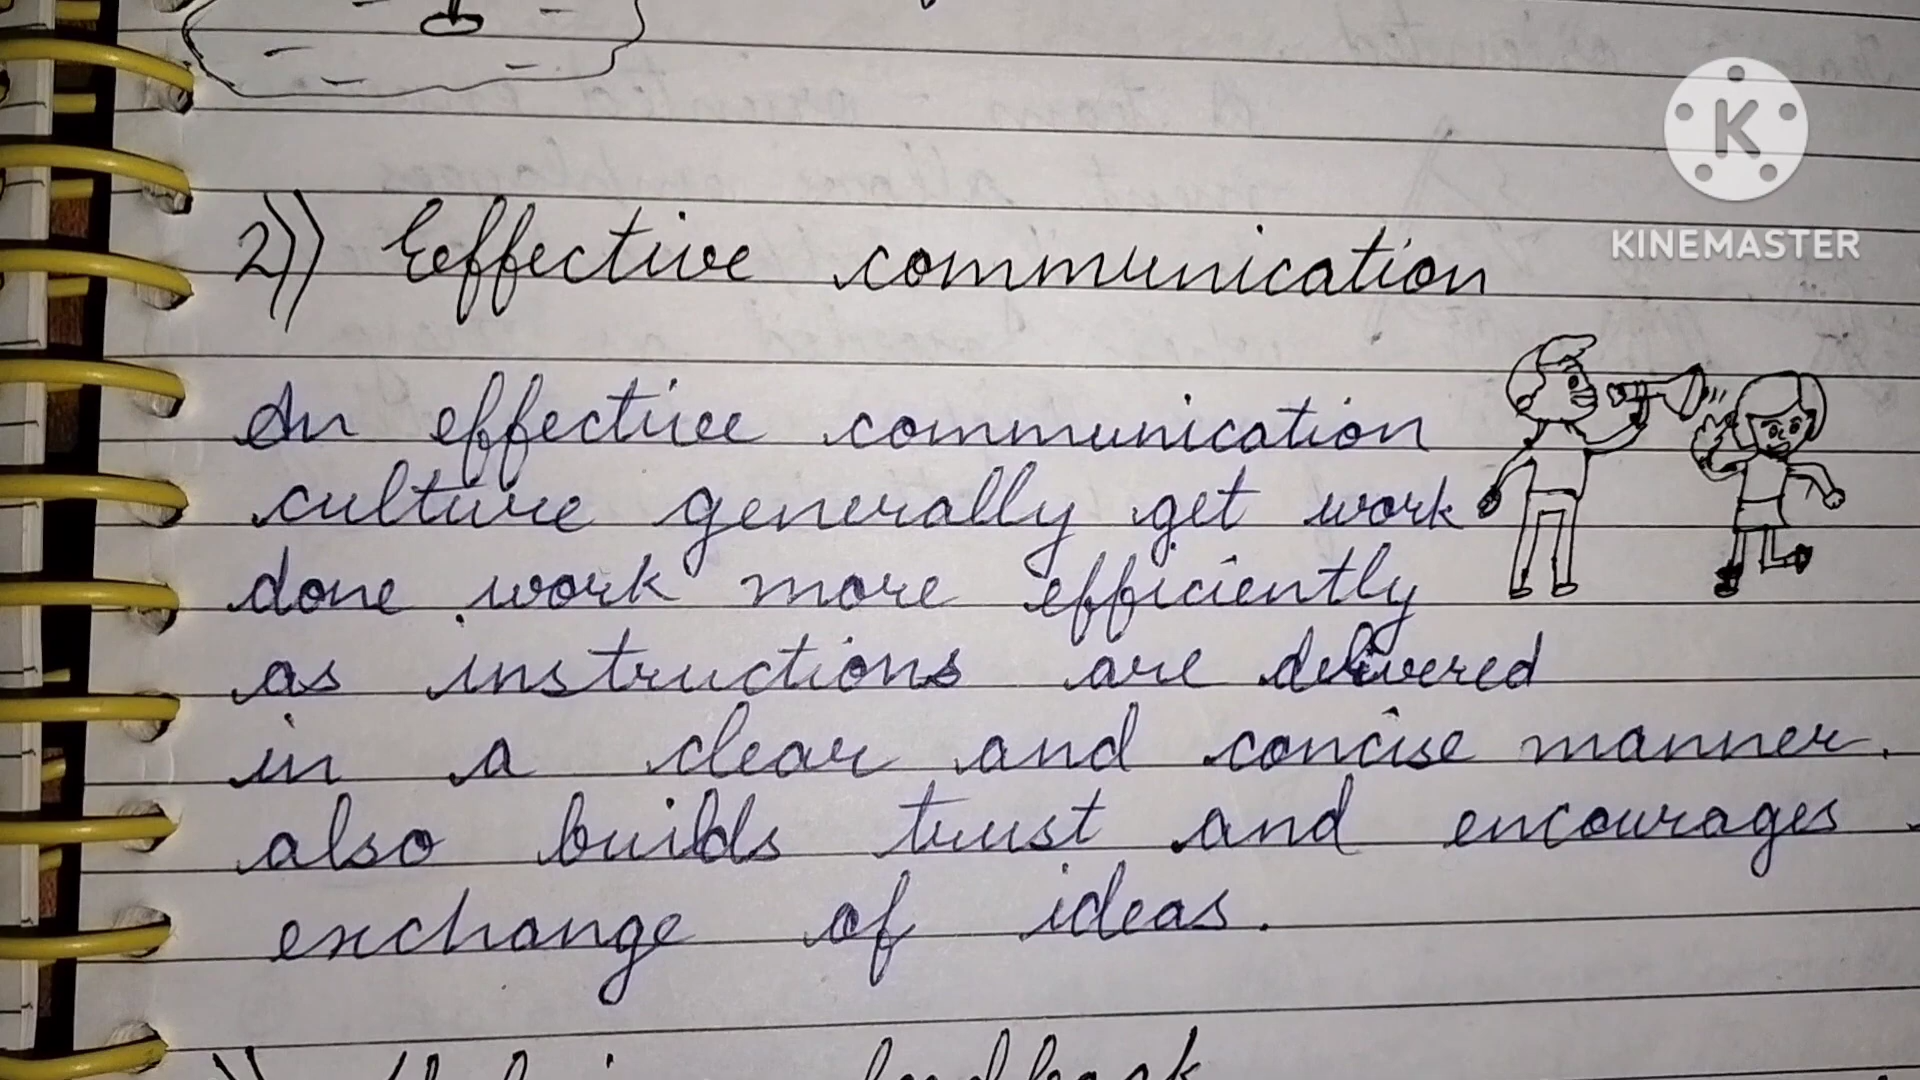 KINEMASTER
2)) Effective communication
An effective communication
culture generally get work
done work more efficiently
as instructions are delivered
in a clear and concise manner.
also builds trust and encourages
exchange of ideas.
feedback